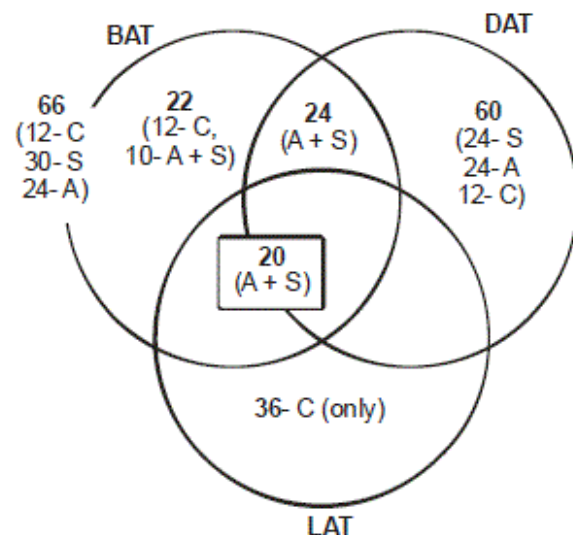 BAT
DAT
66
(12- C
30- S
24- A)
22
(12- C,
10- A + S)
24
(A + S)
60
(24- S
24- A
12- C)
20
(A + S)
36- C (only)
LAT